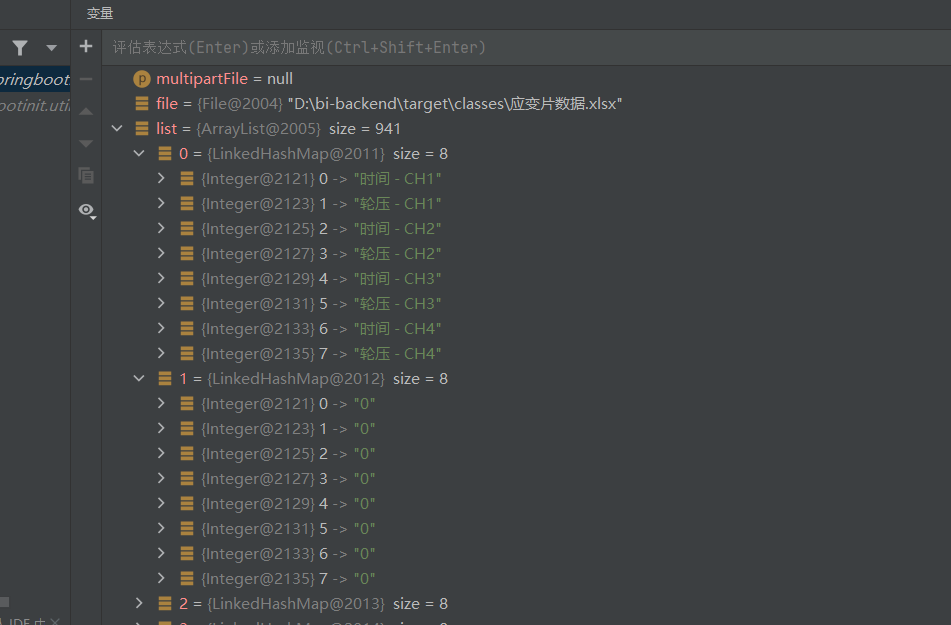 变量
评估表达式(Enter)或添加监视(Ctrl+Shift+Enter)
pringboot
ootinit.uti
p multipartFile = null
file = {File@2004} "D:\bi-backend\target\classes\应变片数据.xlsx"
list = {ArrayList@2005} size = 941
0 = {LinkedHashMap@2011} size = 8
{Integer@2121} 0 -> "时间 - CH1"
{Integer@2123} 1 -> "轮压 - CH1"
{Integer@2125} 2 -> "时间 - CH2"
{Integer@2127} 3 -> "轮压 - CH2"
{Integer@2129} 4 -> "时间 - CH3"
{Integer@2131} 5 -> "轮压 - CH3"
{Integer@2133} 6 -> "时间 - CH4"
{Integer@2135} 7 -> "轮压 - CH4"
1 = {LinkedHashMap@2012} size = 8
{Integer@2121} 0 -> "0"
{Integer@2123} 1 -> "0"
{Integer@2125} 2 -> "0"
{Integer@2127} 3 -> "0"
{Integer@2129} 4 -> "0"
{Integer@2131} 5 -> "0"
{Integer@2133} 6 -> "0"
{Integer@2135} 7 -> "0"
2 = {LinkedHashMap@2013} size = 8